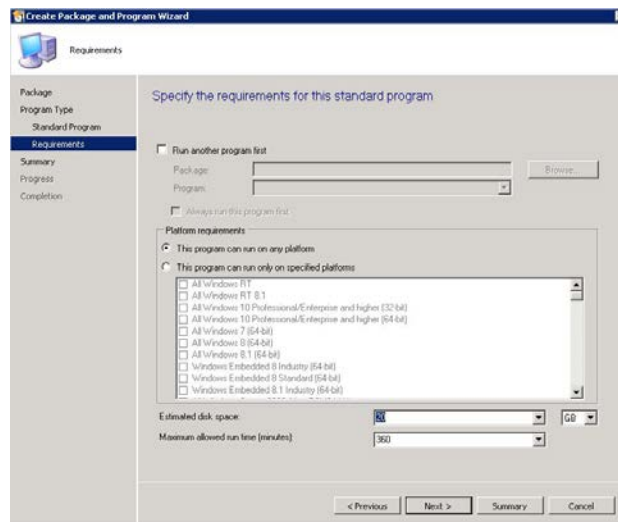 Create Package and Program Wizard
Requirements
Package
Program Type
Standard Program
Requirements
Summary
Progress
Completion
Specify the requirements for this standard program
Run another program first
Package:
Browse...
Program:
Always run this program first
Platform requirements
This program can run on any platform
This program can run only on specified platforms
All Windows RT
All Windows RT 8.1
All Windows 10 Professional/Enterprise and higher (32-bit)
All Windows 10 Professional/Enterprise and higher (64-bit)
All Windows 7 (64-bit)
All Windows 8 (64-bit)
All Windows 8.1 (64-bit)
Windows Embedded 8 Industry (64-bit)
Windows Embedded 8 Standard (64-bit)
Windows Embedded 8.1 Industry (64-bit)
Estimated disk space:
20
GB
Maximum allowed run time (minutes)
360
< Previous
Next >
Summary
Cancel